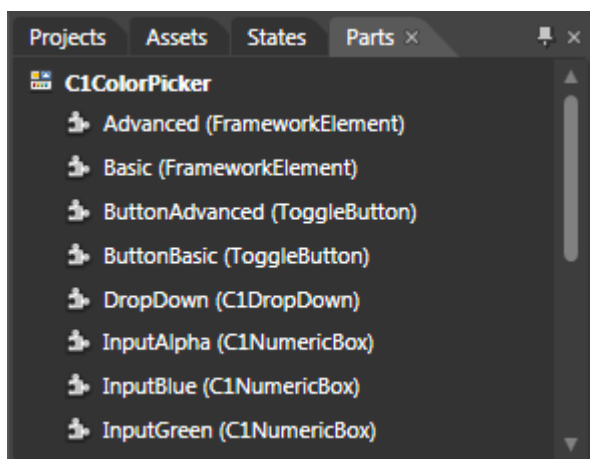 Projects Assets States Parts
C1ColorPicker
Advanced (FrameworkElement)
Basic (FrameworkElement)
ButtonAdvanced (ToggleButton)
ButtonBasic (ToggleButton)
DropDown (C1DropDown)
InputAlpha (C1NumericBox)
InputBlue (C1NumericBox)
InputGreen (C1NumericBox)